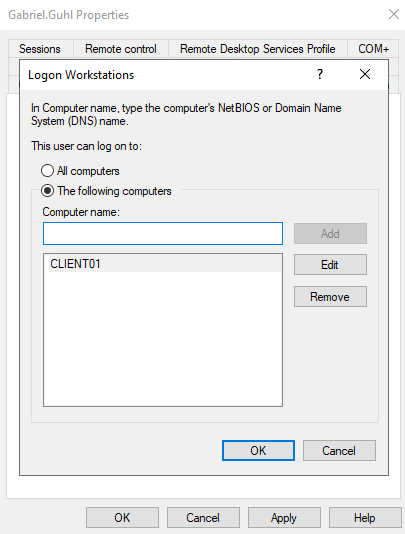 Gabriel.Guhl Properties
Sessions Remote control Remote Desktop Services Profile COM+
Logon Workstations
In Computer name, type the computer's NetBIOS or Domain Name
System (DNS) name.
This user can log on to:
All computers
The following computers
Computer name:
Add
CLIENT01
Edit
Remove
OK Cancel
OK Cancel Apply Help